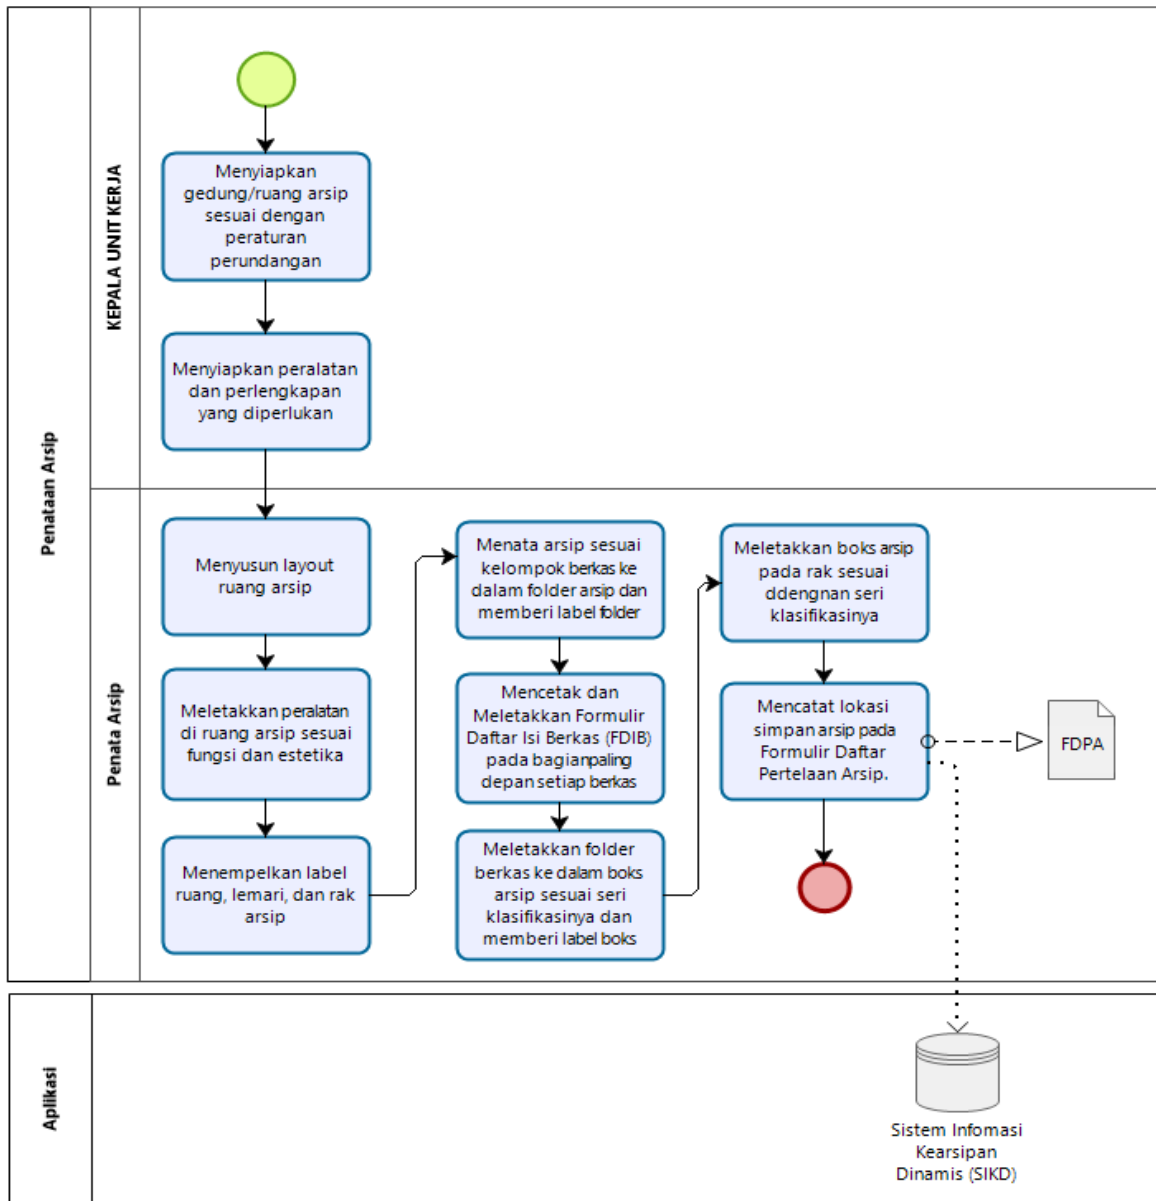 Penataan Arsip
KEPALA UNIT KERJA
Menyiapkan
gedung/ruang arsip
sesuai dengan
peraturan
perundangan
Menyiapkan peralatan
dan perlengkapan
yang diperlukan
Penata Arsip
Menyusun layout
ruang arsip
Meletakkan peralatan
di ruang arsip sesuai
fungsi dan estetika
Menempelkan label
ruang, lemari, dan rak
arsip
Menata arsip sesuai
kelompok berkas ke
dalam folder arsip dan
memberi label folder
Mencetak dan
Meletakkan Formulir
Daftar Isi Berkas (FDIB)
pada bagianpaling
depan setiap berkas
Meletakkan folder
berkas ke dalam boks
arsip sesuai seri
klasifikasinya dan
memberi label boks
Meletakkan boks arsip
pada rak sesuai
ddengnan seri
klasifikasinya
Mencatat lokasi
simpan arsip pada
Formulir Daftar
Pertelaan Arsip.
FDPA
Aplikasi
Sistem Infomasi
Kearsipan
Dinamis (SIKD)